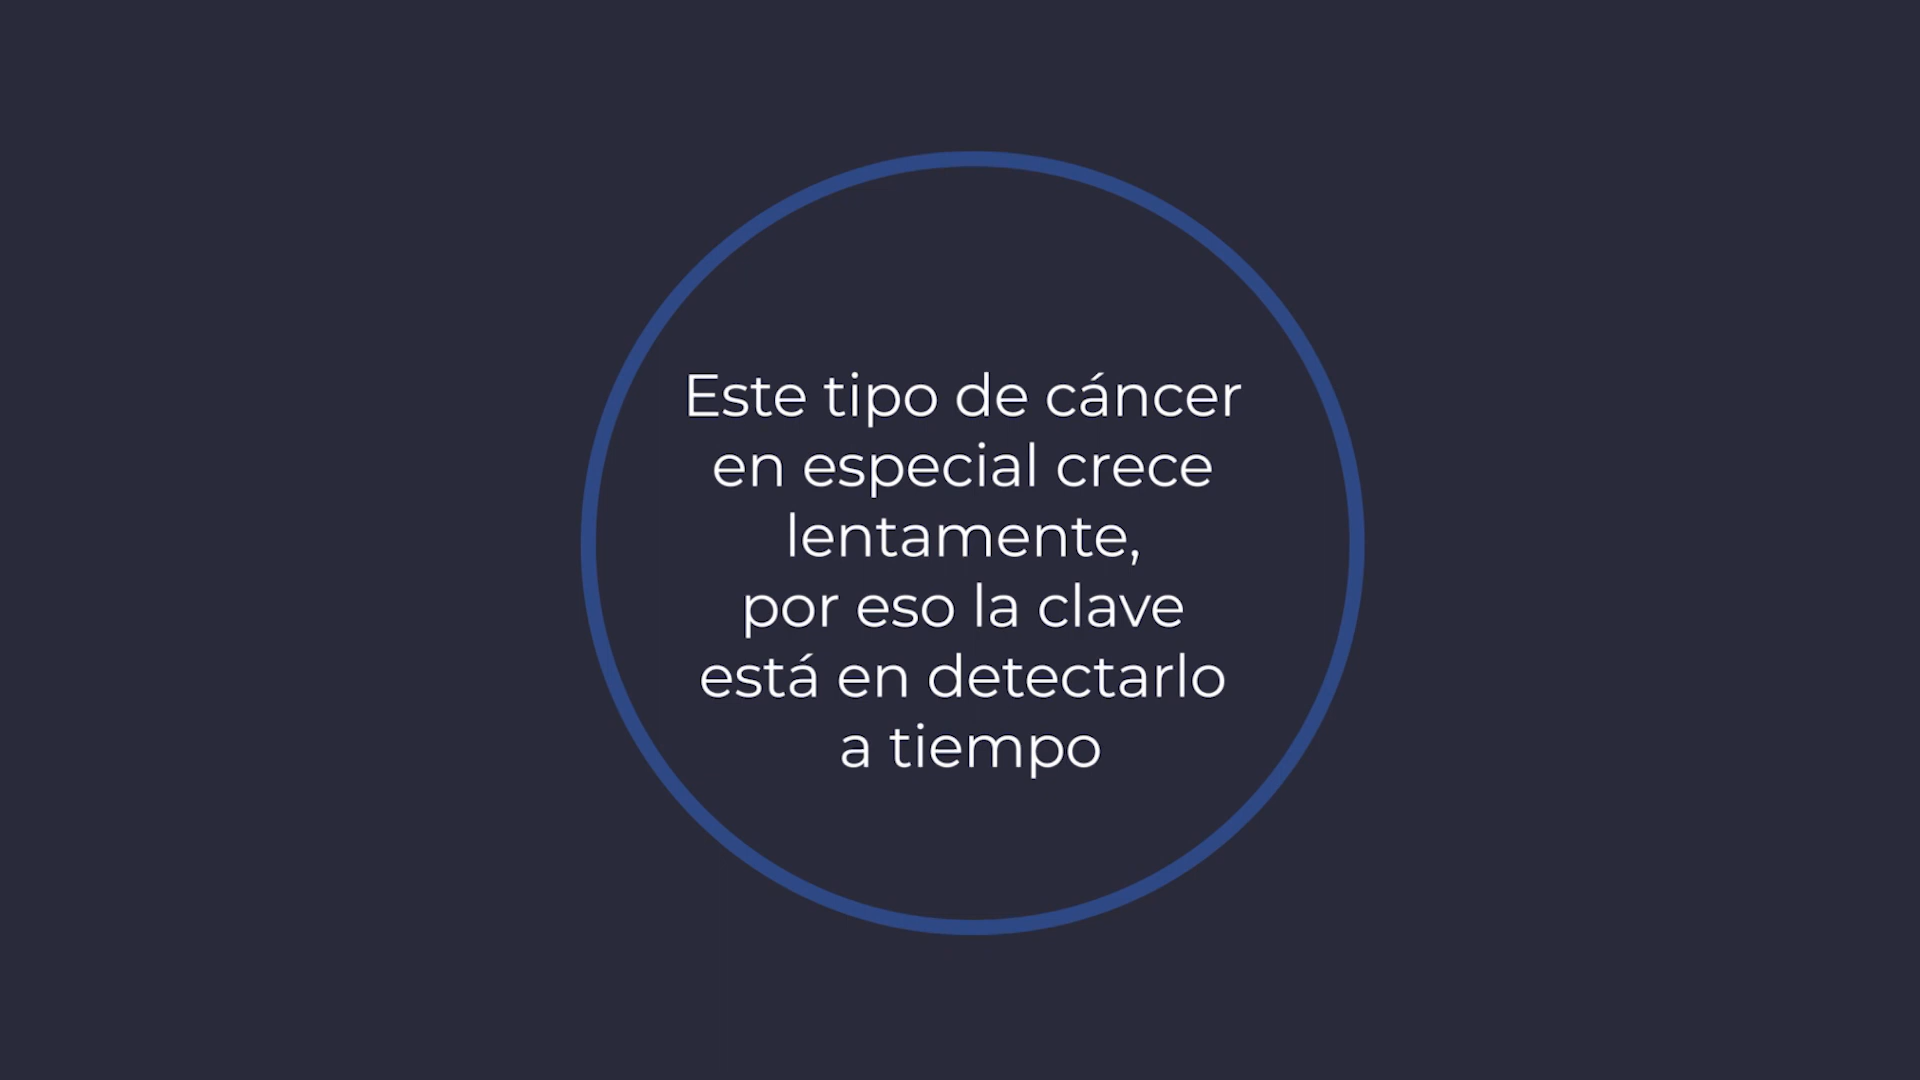 Este tipo de cáncer
en especial crece
lentamente,
por eso la clave
está en detectarlo
a tiempo